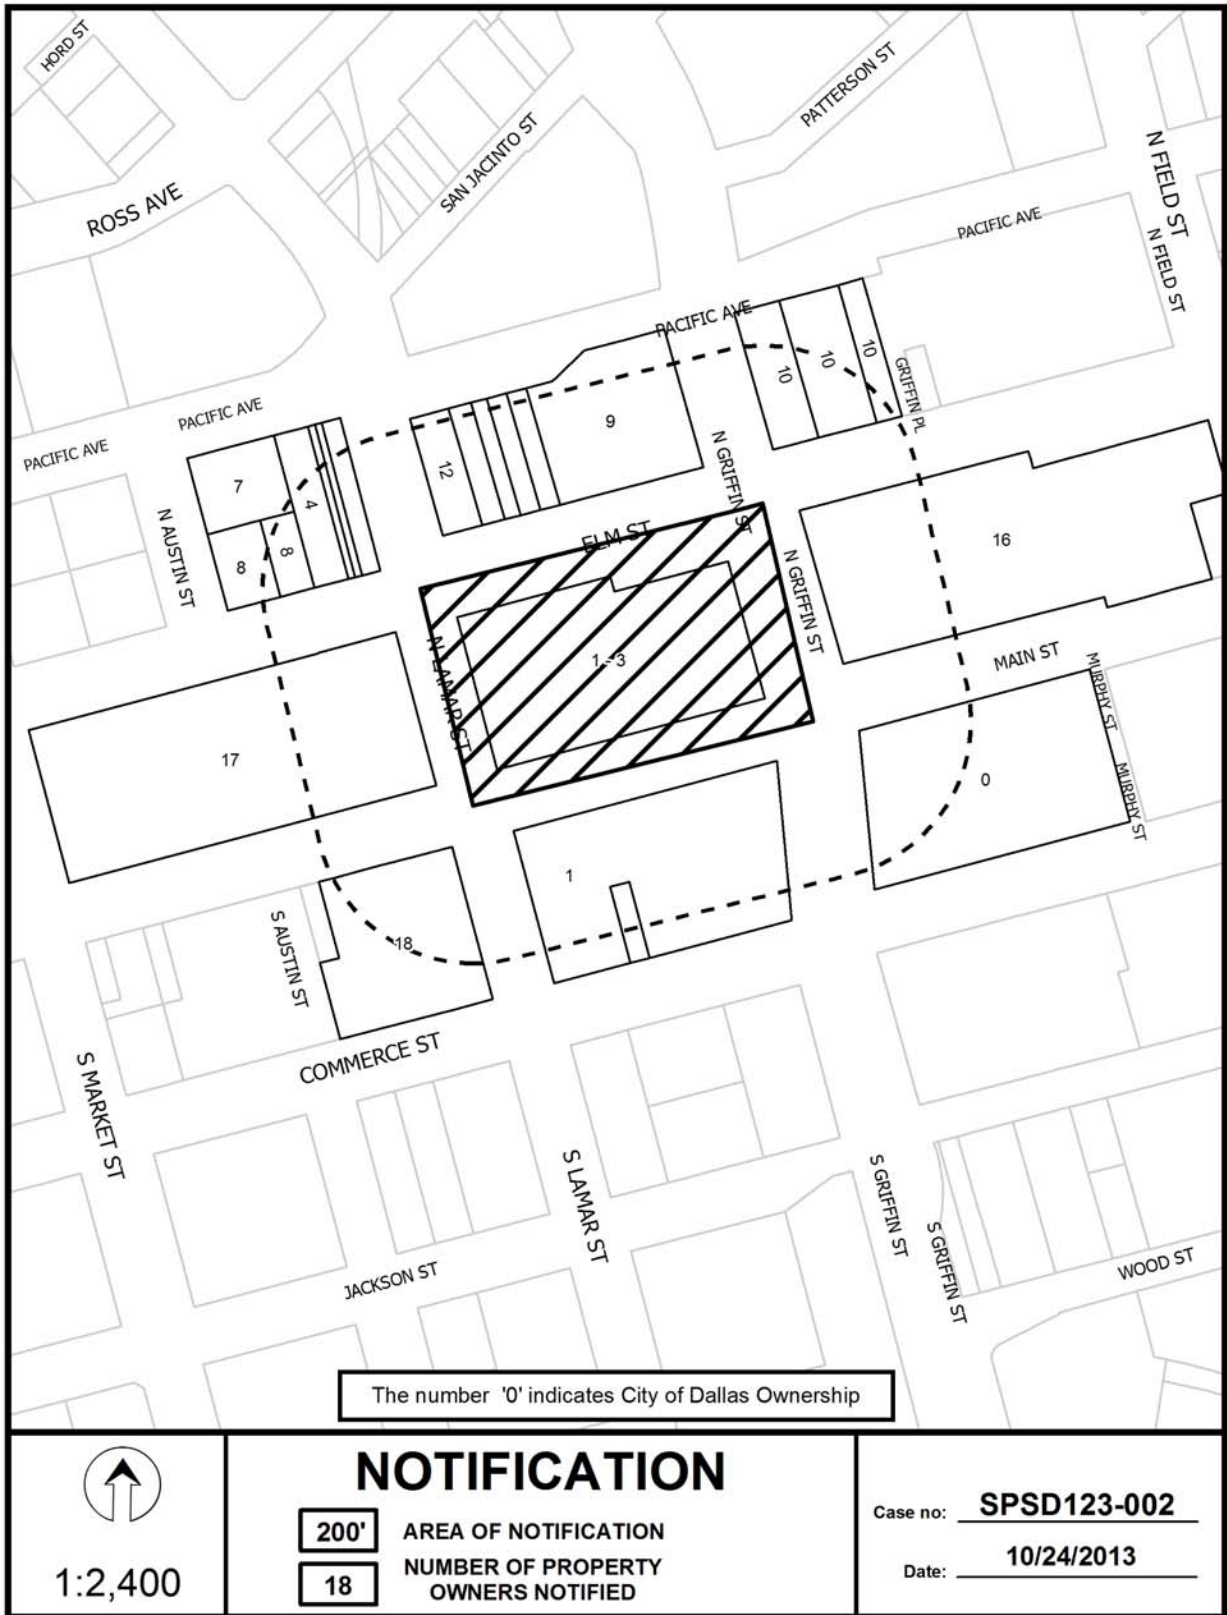 HORD ST
PATTERSON ST
SAN JACINTO ST
N FIELD ST
ROSS AVE
PACIFIC AVE
N FIELD ST
PACIFIC AVE
10
10
10
GRIFFIN PL
PACIFIC AVE
9
PACIFIC AVE
12
N GRIFFIN ST
7
4
N AUSTIN ST
ELM ST
16
8
8
N GRIFFIN ST
1 - 3
MAIN ST
N LAMAR ST
MURPHY ST
17
0
MURPHY ST
1
18
S AUSTIN ST
COMMERCE ST
S MARKET ST
S LAMAR ST
S GRIFFIN ST
S GRIFFIN ST
WOOD ST
JACKSON ST
The number '0' indicates City of Dallas Ownership
1:2,400
NOTIFICATION
200' AREA OF NOTIFICATION
18 NUMBER OF PROPERTY
OWNERS NOTIFIED
Case no: SPSD123-002
Date: 10/24/2013